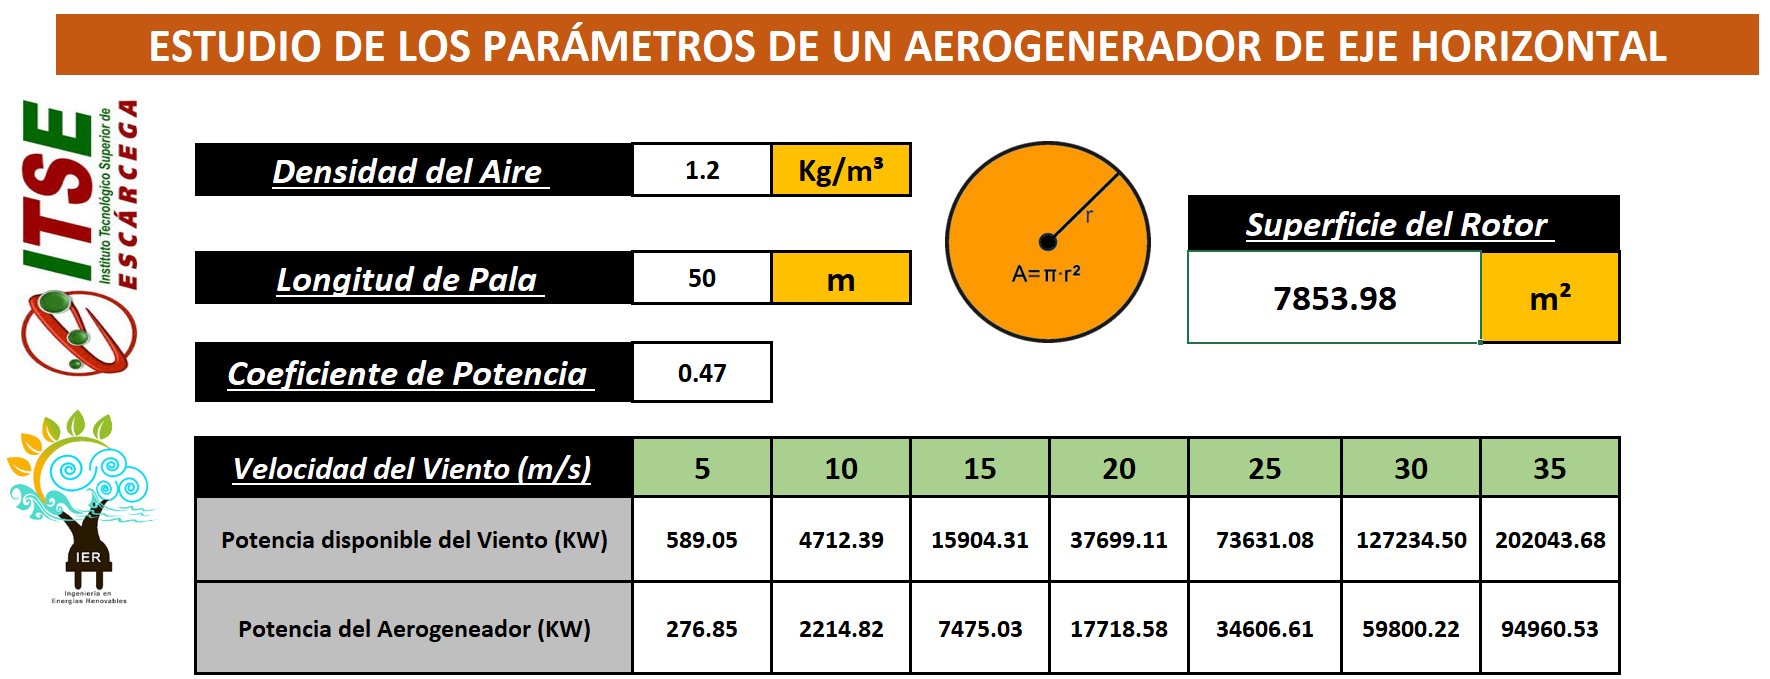 ESTUDIO DE LOS PARÁMETROS DE UN AEROGENERADOR DE EJE HORIZONTAL
ITSE
Instituto Tecnológico Superior de
ESCÁRCEGA
Densidad del Aire 1.2 Kg/m³
Longitud de Pala 50 m
Coeficiente de Potencia 0.47
r
A=π·r²
Superficie del Rotor
7853.98 m²
IER
Ingeniería en
Energías Renovables
Velocidad del Viento (m/s) 5 10 15 20 25 30 35
Potencia disponible del Viento (KW) 589.05 4712.39 15904.31 37699.11 73631.08 127234.50 202043.68
Potencia del Aerogeneador (KW) 276.85 2214.82 7475.03 17718.58 34606.61 59800.22 94960.53